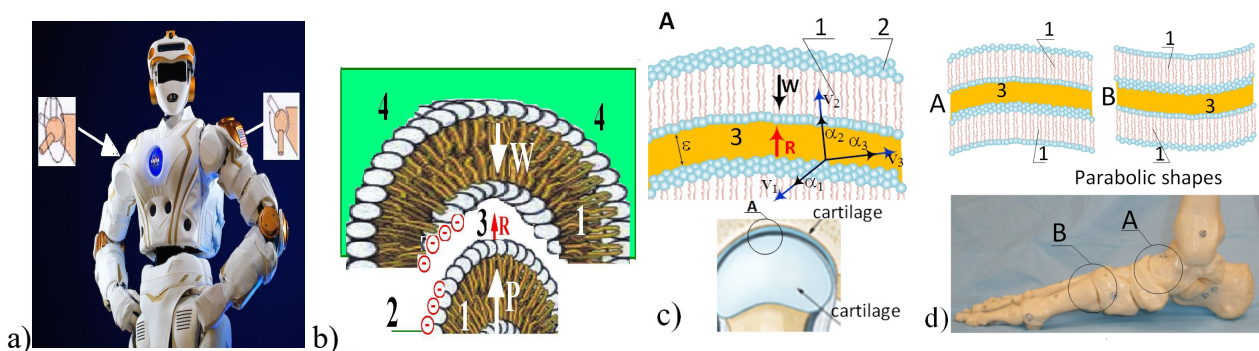 a)
NASA
b)
4
4
W
3
R
1
2
1
P
c)
A
1
2
W
v2
α2
α3
3
R
ε
v3
v1
α1
A
cartilage
cartilage
d)
1
1
A
3
B
3
1
1
Parabolic shapes
B
A